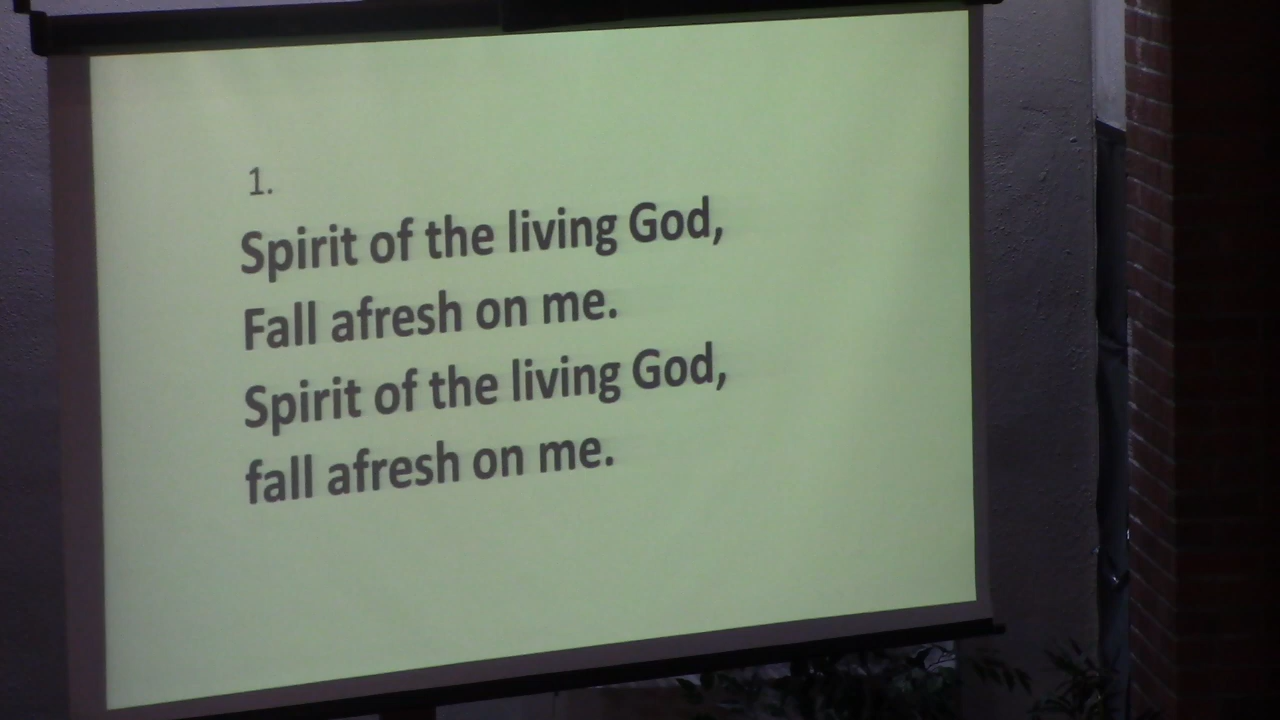 1.
Spirit of the living God,
Fall afresh on me.
Spirit of the living God,
fall afresh on me.